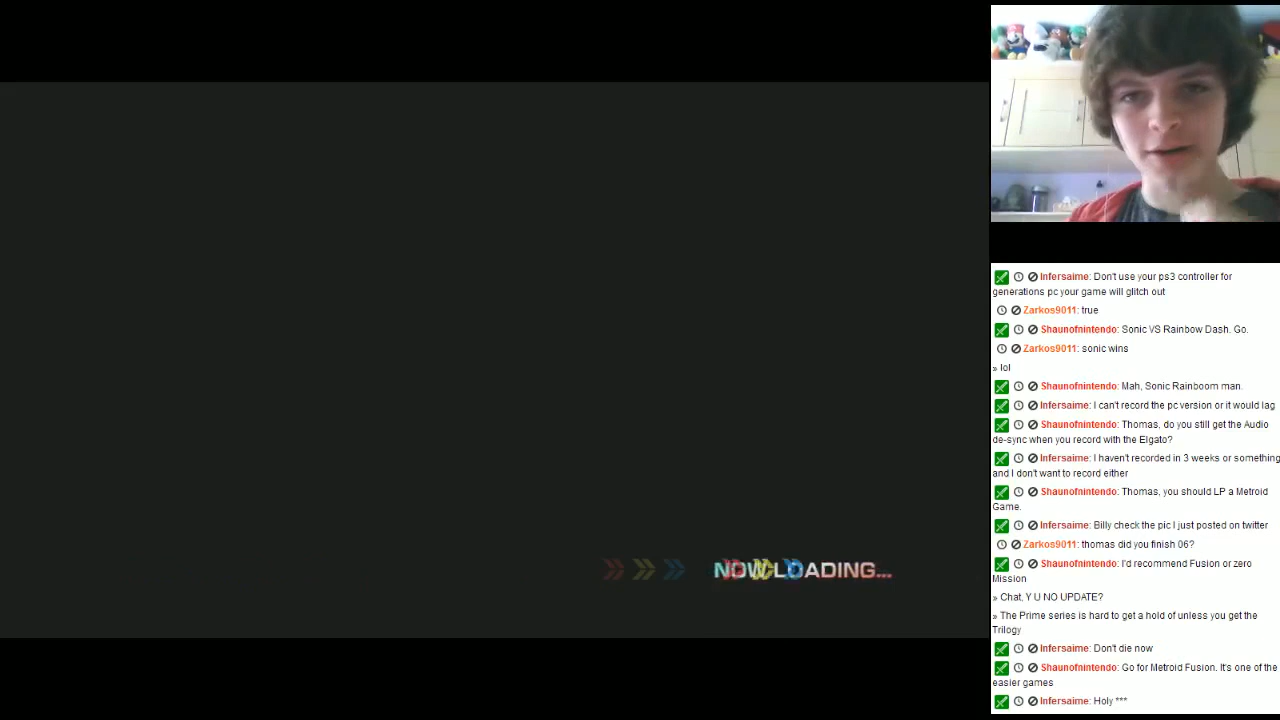 NOW LOADING...
Infersaime: Don't use your ps3 controller for
generations pc your game will glitch out
Zarkos9011: true
Shaunofnintendo: Sonic VS Rainbow Dash. Go.
Zarkos9011: sonic wins
» lol
Shaunofnintendo: Mah, Sonic Rainboom man.
Infersaime: I can't record the pc version or it would lag
Shaunofnintendo: Thomas, do you still get the Audio
de-sync when you record with the Elgato?
Infersaime: I haven't recorded in 3 weeks or something
and I don't want to record either
Shaunofnintendo: Thomas, you should LP a Metroid
Game.
Infersaime: Billy check the pic I just posted on twitter
Zarkos9011: thomas did you finish 06?
Shaunofnintendo: I'd recommend Fusion or zero
Mission
» Chat, Y U NO UPDATE?
» The Prime series is hard to get a hold of unless you get the
Trilogy
Infersaime: Don't die now
Shaunofnintendo: Go for Metroid Fusion. It's one of the
easier games
Infersaime: Holy ***